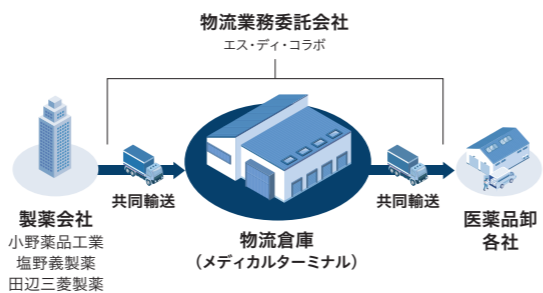 物流業務委託会社
エス・ディ・コラボ
共同輸送
共同輸送
製薬会社
小野薬品工業
塩野義製薬
田辺三菱製薬
物流倉庫
（メディカルターミナル）
医薬品卸
各社